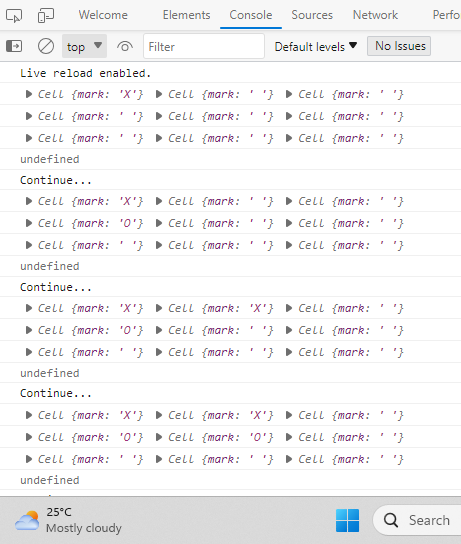 Welcome Elements Console Sources Network Perfo
top Filter Default levels No Issues
Live reload enabled.
Cell {mark: 'X'} Cell {mark: ' '} Cell {mark: ' '}
Cell {mark: ' '} Cell {mark: ' '} Cell {mark: ' '}
Cell {mark: ' '} Cell {mark: ' '} Cell {mark: ' '}
undefined
Continue...
Cell {mark: 'X'} Cell {mark: ' '} Cell {mark: ' '}
Cell {mark: 'O'} Cell {mark: ' '} Cell {mark: ' '}
Cell {mark: ' '} Cell {mark: ' '} Cell {mark: ' '}
undefined
Continue...
Cell {mark: 'X'} Cell {mark: 'X'} Cell {mark: ' '}
Cell {mark: 'O'} Cell {mark: ' '} Cell {mark: ' '}
Cell {mark: ' '} Cell {mark: ' '} Cell {mark: ' '}
undefined
Continue...
Cell {mark: 'X'} Cell {mark: 'X'} Cell {mark: ' '}
Cell {mark: 'O'} Cell {mark: 'O'} Cell {mark: ' '}
Cell {mark: ' '} Cell {mark: ' '} Cell {mark: ' '}
undefined
25°C
Mostly cloudy
Search